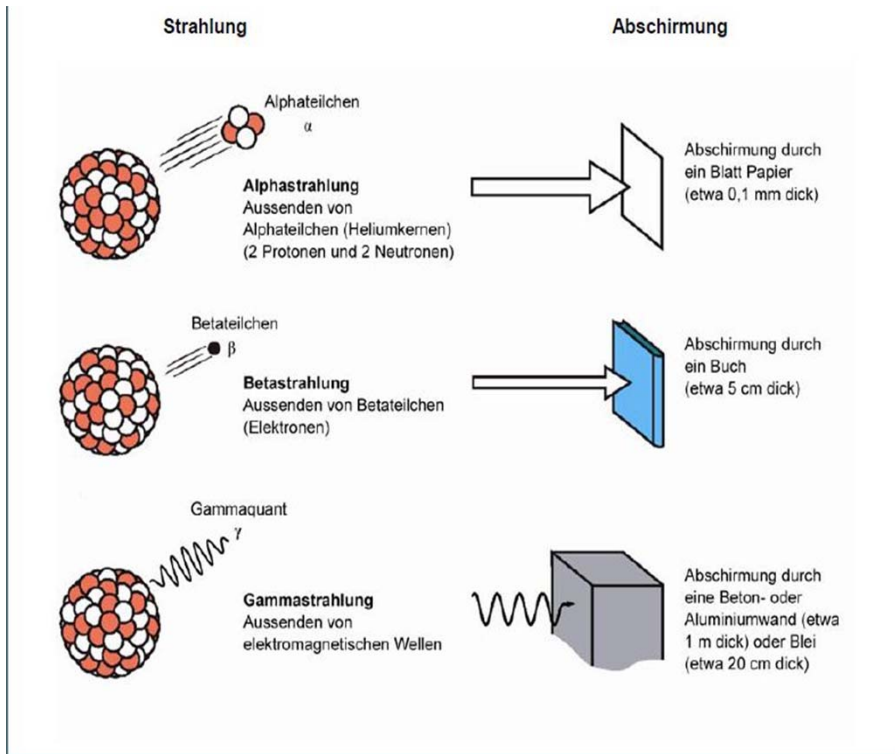 Strahlung
Abschirmung
Alphateilchen
α
Alphastrahlung
Aussenden von
Alphateilchen (Heliumkernen)
(2 Protonen und 2 Neutronen)
Abschirmung durch
ein Blatt Papier
(etwa 0,1 mm dick)
Betateilchen
β
Betastrahlung
Aussenden von Betateilchen
(Elektronen)
Abschirmung durch
ein Buch
(etwa 5 cm dick)
Gammaquant
γ
Gammastrahlung
Aussenden von
elektromagnetischen Wellen
Abschirmung durch
eine Beton- oder
Aluminiumwand (etwa
1 m dick) oder Blei
(etwa 20 cm dick)